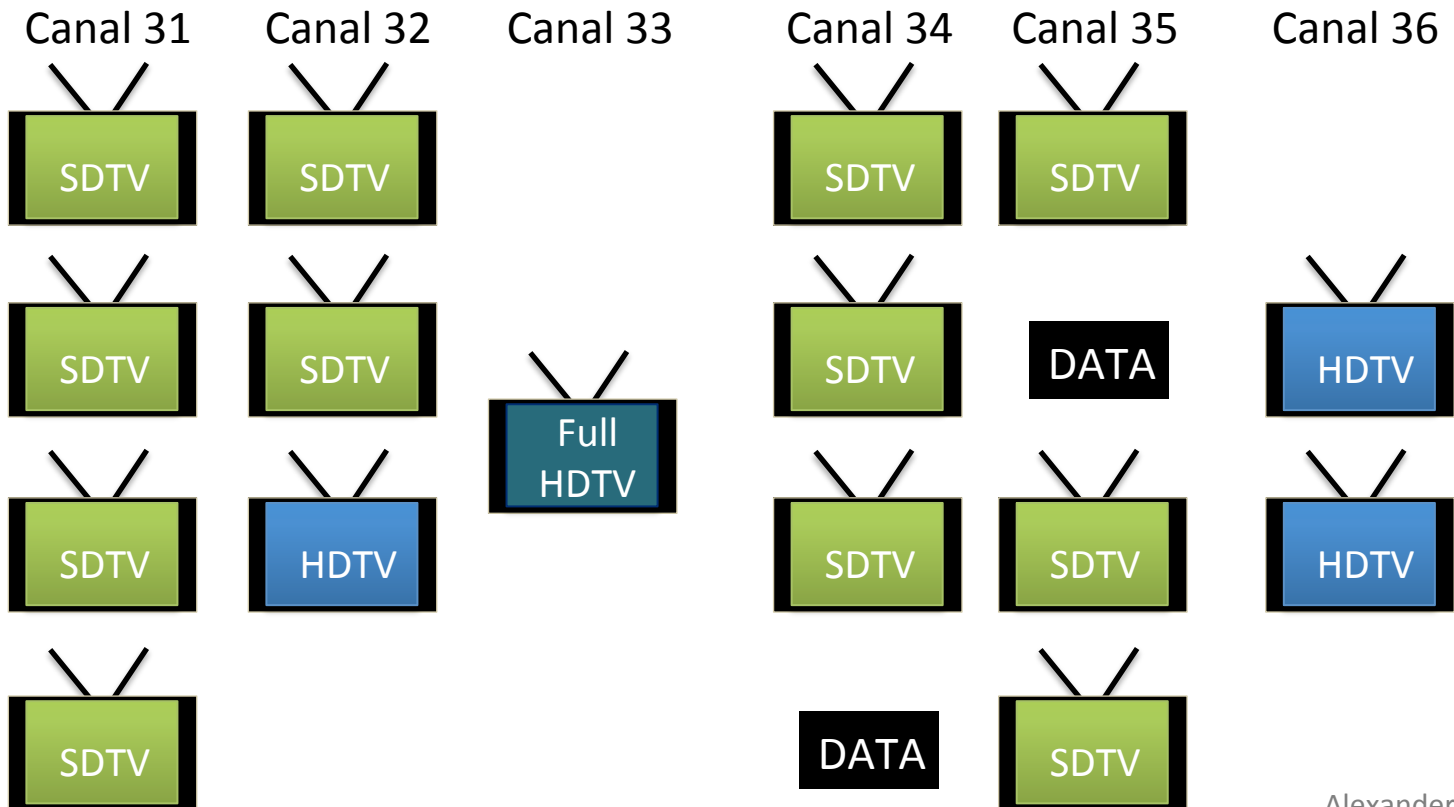 Canal 31 Canal 32 Canal 33 Canal 34 Canal 35 Canal 36
SDTV SDTV SDTV SDTV
SDTV SDTV SDTV DATA HDTV
Full
HDTV
SDTV HDTV SDTV SDTV HDTV
SDTV DATA SDTV